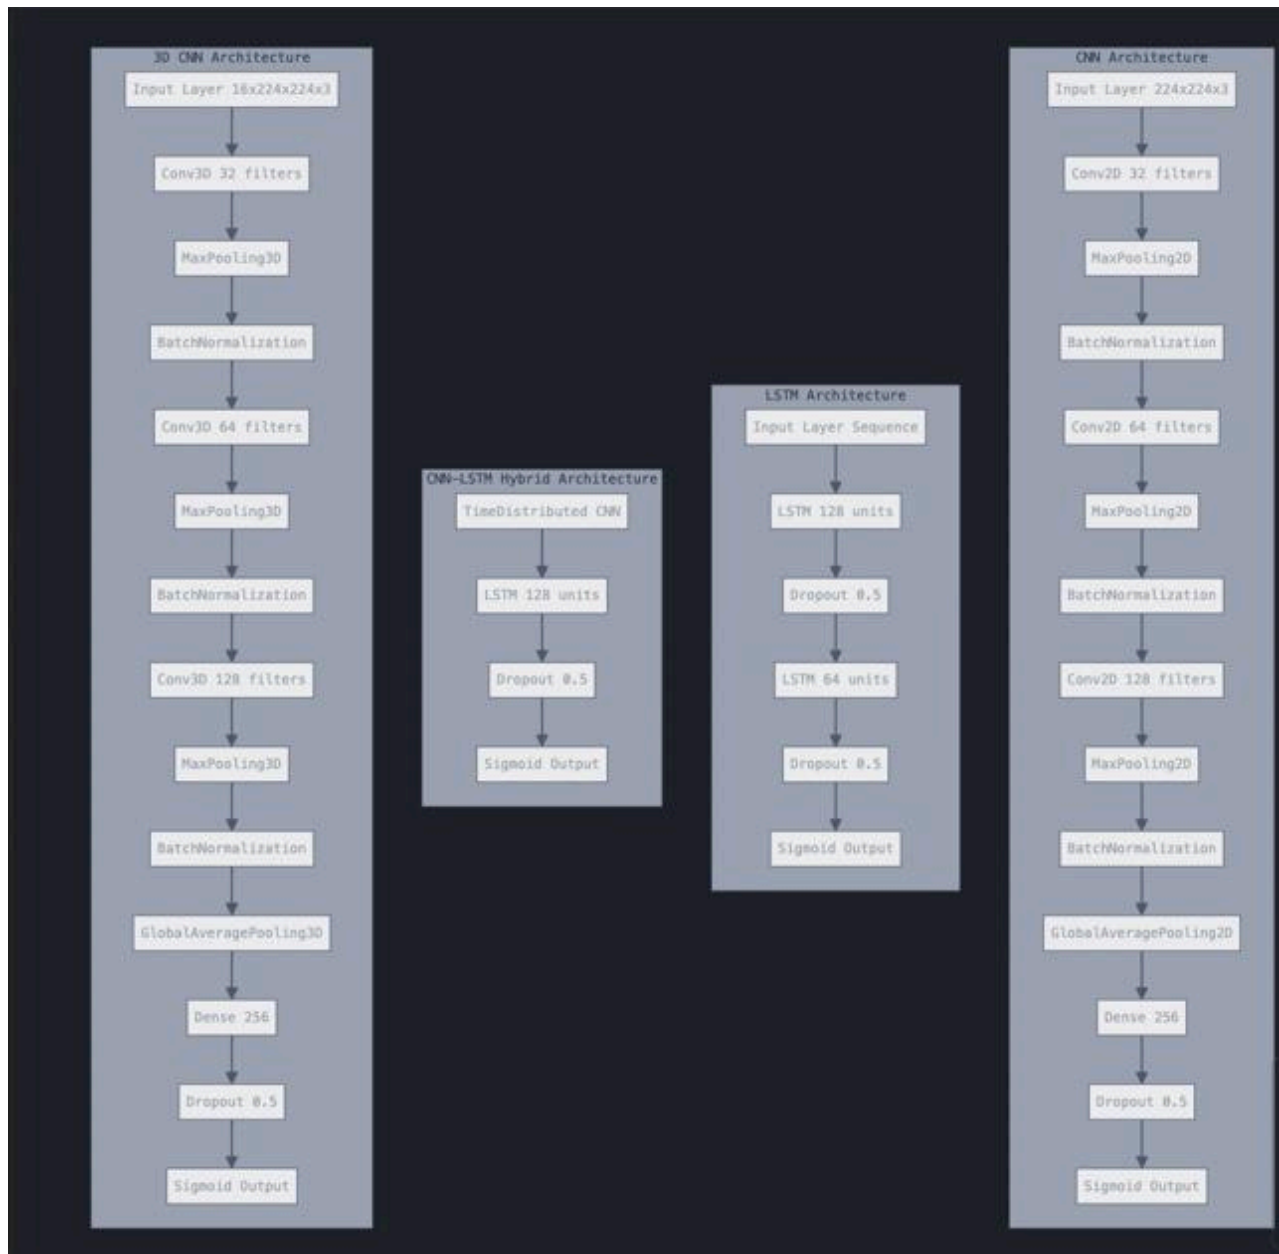 3D CNN Architecture
Input Layer 16x224x224x3
Conv3D 32 filters
MaxPooling3D
BatchNormalization
Conv3D 64 filters
MaxPooling3D
BatchNormalization
Conv3D 128 filters
MaxPooling3D
BatchNormalization
GlobalAveragePooling3D
Dense 256
Dropout 0.5
Sigmoid Output
CNN-LSTM Hybrid Architecture
TimeDistributed CNN
LSTM 128 units
Dropout 0.5
Sigmoid Output
LSTM Architecture
Input Layer Sequence
LSTM 128 units
Dropout 0.5
LSTM 64 units
Dropout 0.5
Sigmoid Output
CNN Architecture
Input Layer 224x224x3
Conv2D 32 filters
MaxPooling2D
BatchNormalization
Conv2D 64 filters
MaxPooling2D
BatchNormalization
Conv2D 128 filters
MaxPooling2D
BatchNormalization
GlobalAveragePooling2D
Dense 256
Dropout 0.5
Sigmoid Output